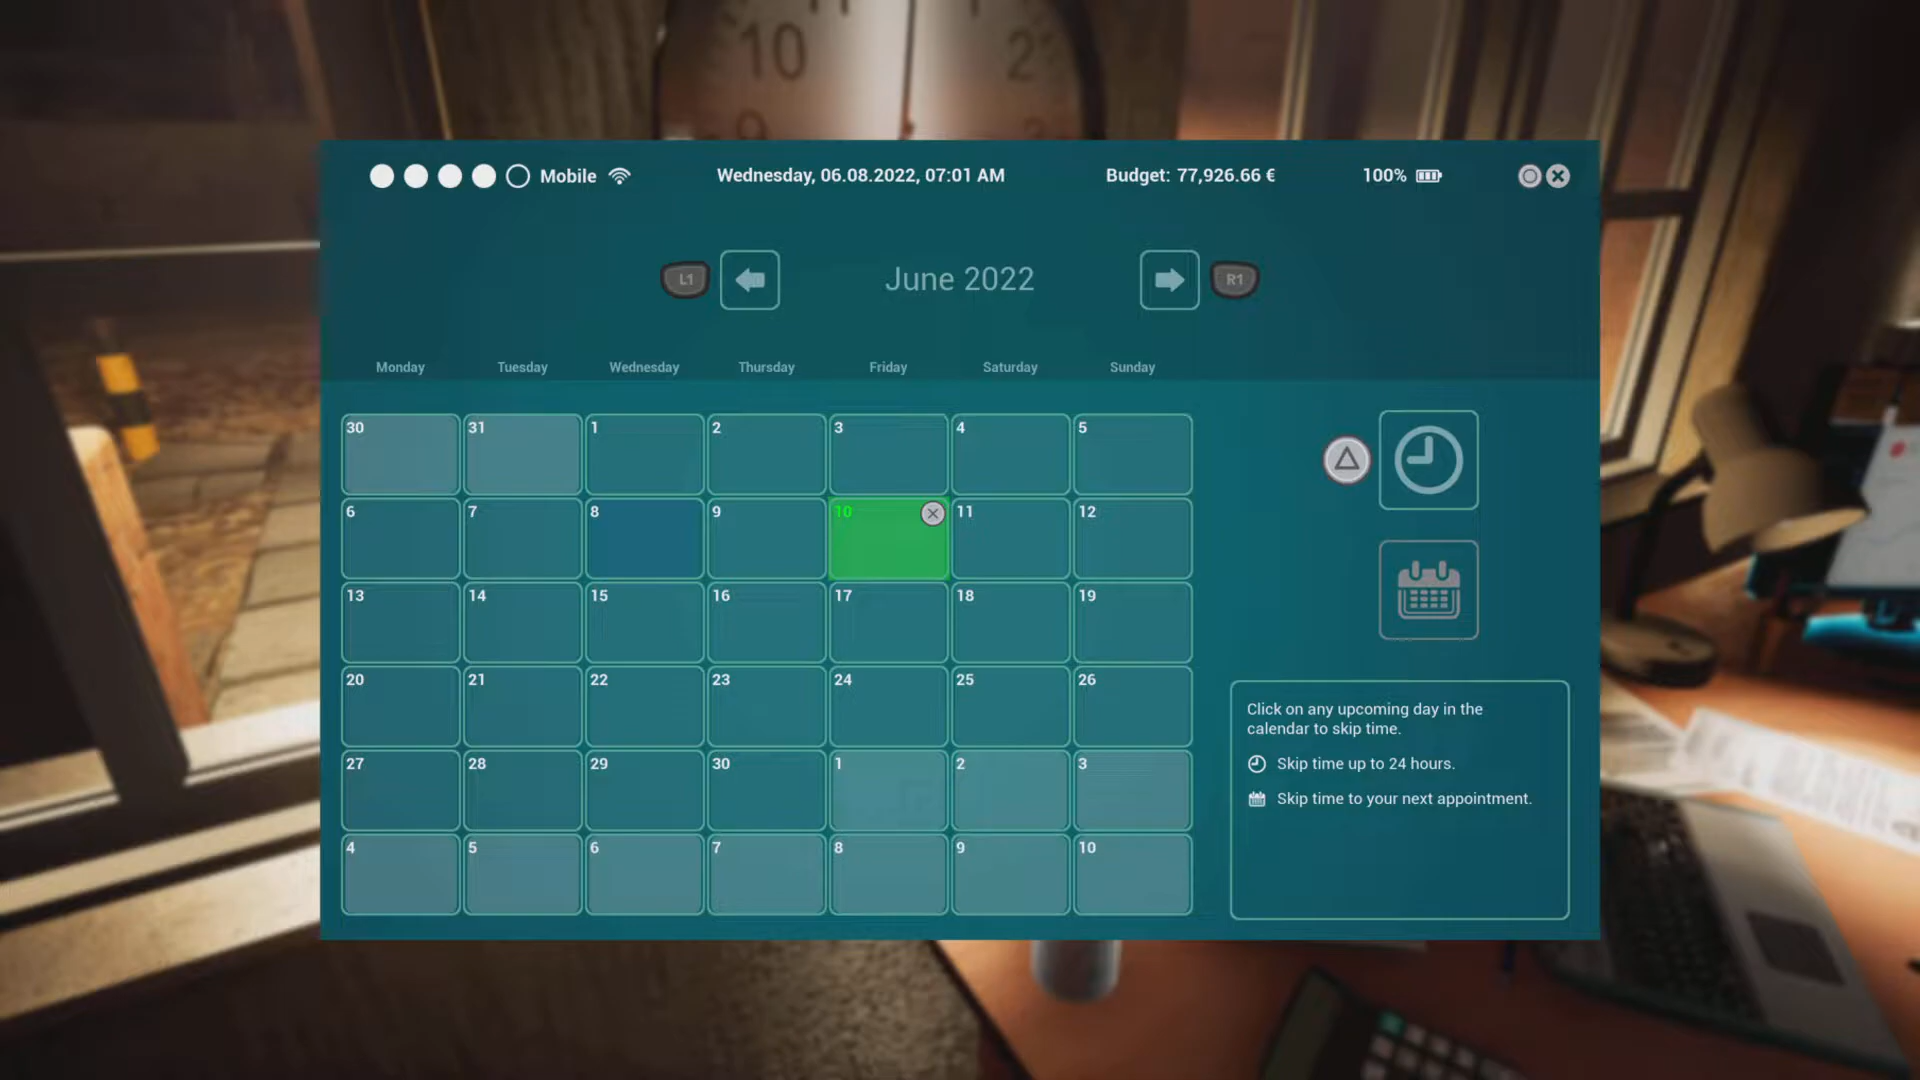 10
2
9
3
Mobile
Wednesday, 06.08.2022, 07:01 AM
Budget: 77,926.66 €
100%
L1
June 2022
R1
Monday Tuesday Wednesday Thursday Friday Saturday Sunday
30 31 1 2 3 4 5
6 7 8 9 10 11 12
13 14 15 16 17 18 19
20 21 22 23 24 25 26
27 28 29 30 1 2 3
4 5 6 7 8 9 10
Click on any upcoming day in the
calendar to skip time.
Skip time up to 24 hours.
Skip time to your next appointment.